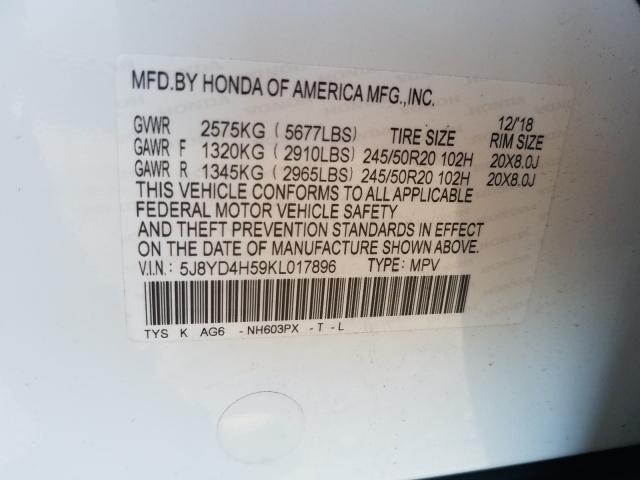 MFD.BY HONDA OF AMERICA MFG.,INC.
12/'18
GVWR 2575KG ( 5677LBS) TIRE SIZE RIM SIZE
GAWR F 1320KG ( 2910LBS) 245/50R20 102H 20X8.0J
GAWR R 1345KG ( 2965LBS) 245/50R20 102H 20X8.0J
THIS VEHICLE CONFORMS TO ALL APPLICABLE
FEDERAL MOTOR VEHICLE SAFETY
AND THEFT PREVENTION STANDARDS IN EFFECT
ON THE DATE OF MANUFACTURE SHOWN ABOVE.
V.I.N.: 5J8YD4H59KL017896 TYPE: MPV
TYS K AG6 -NH603PX -T-L